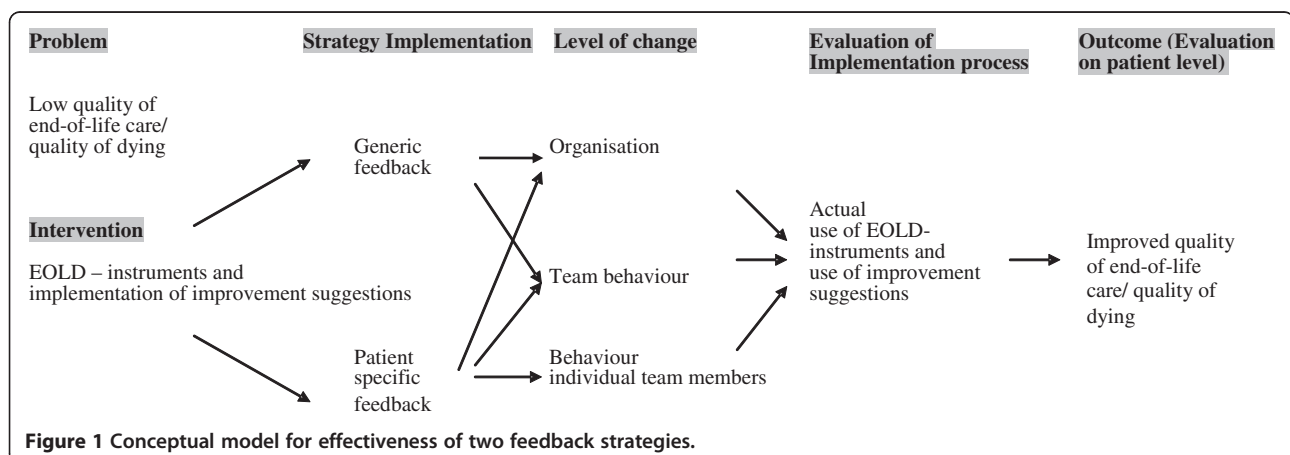 Problem
Strategy Implementation
Level of change
Evaluation of
Implementation process
Outcome (Evaluation
on patient level)
Low quality of
end-of-life care/
quality of dying
Intervention
EOLD – instruments and
implementation of improvement suggestions
Generic
feedback
Patient
specific
feedback
Organisation
Team behaviour
Behaviour
individual team members
Actual
use of EOLD-
instruments and
use of improvement
suggestions
Improved quality
of end-of-life
care/ quality of
dying
Figure 1 Conceptual model for effectiveness of two feedback strategies.